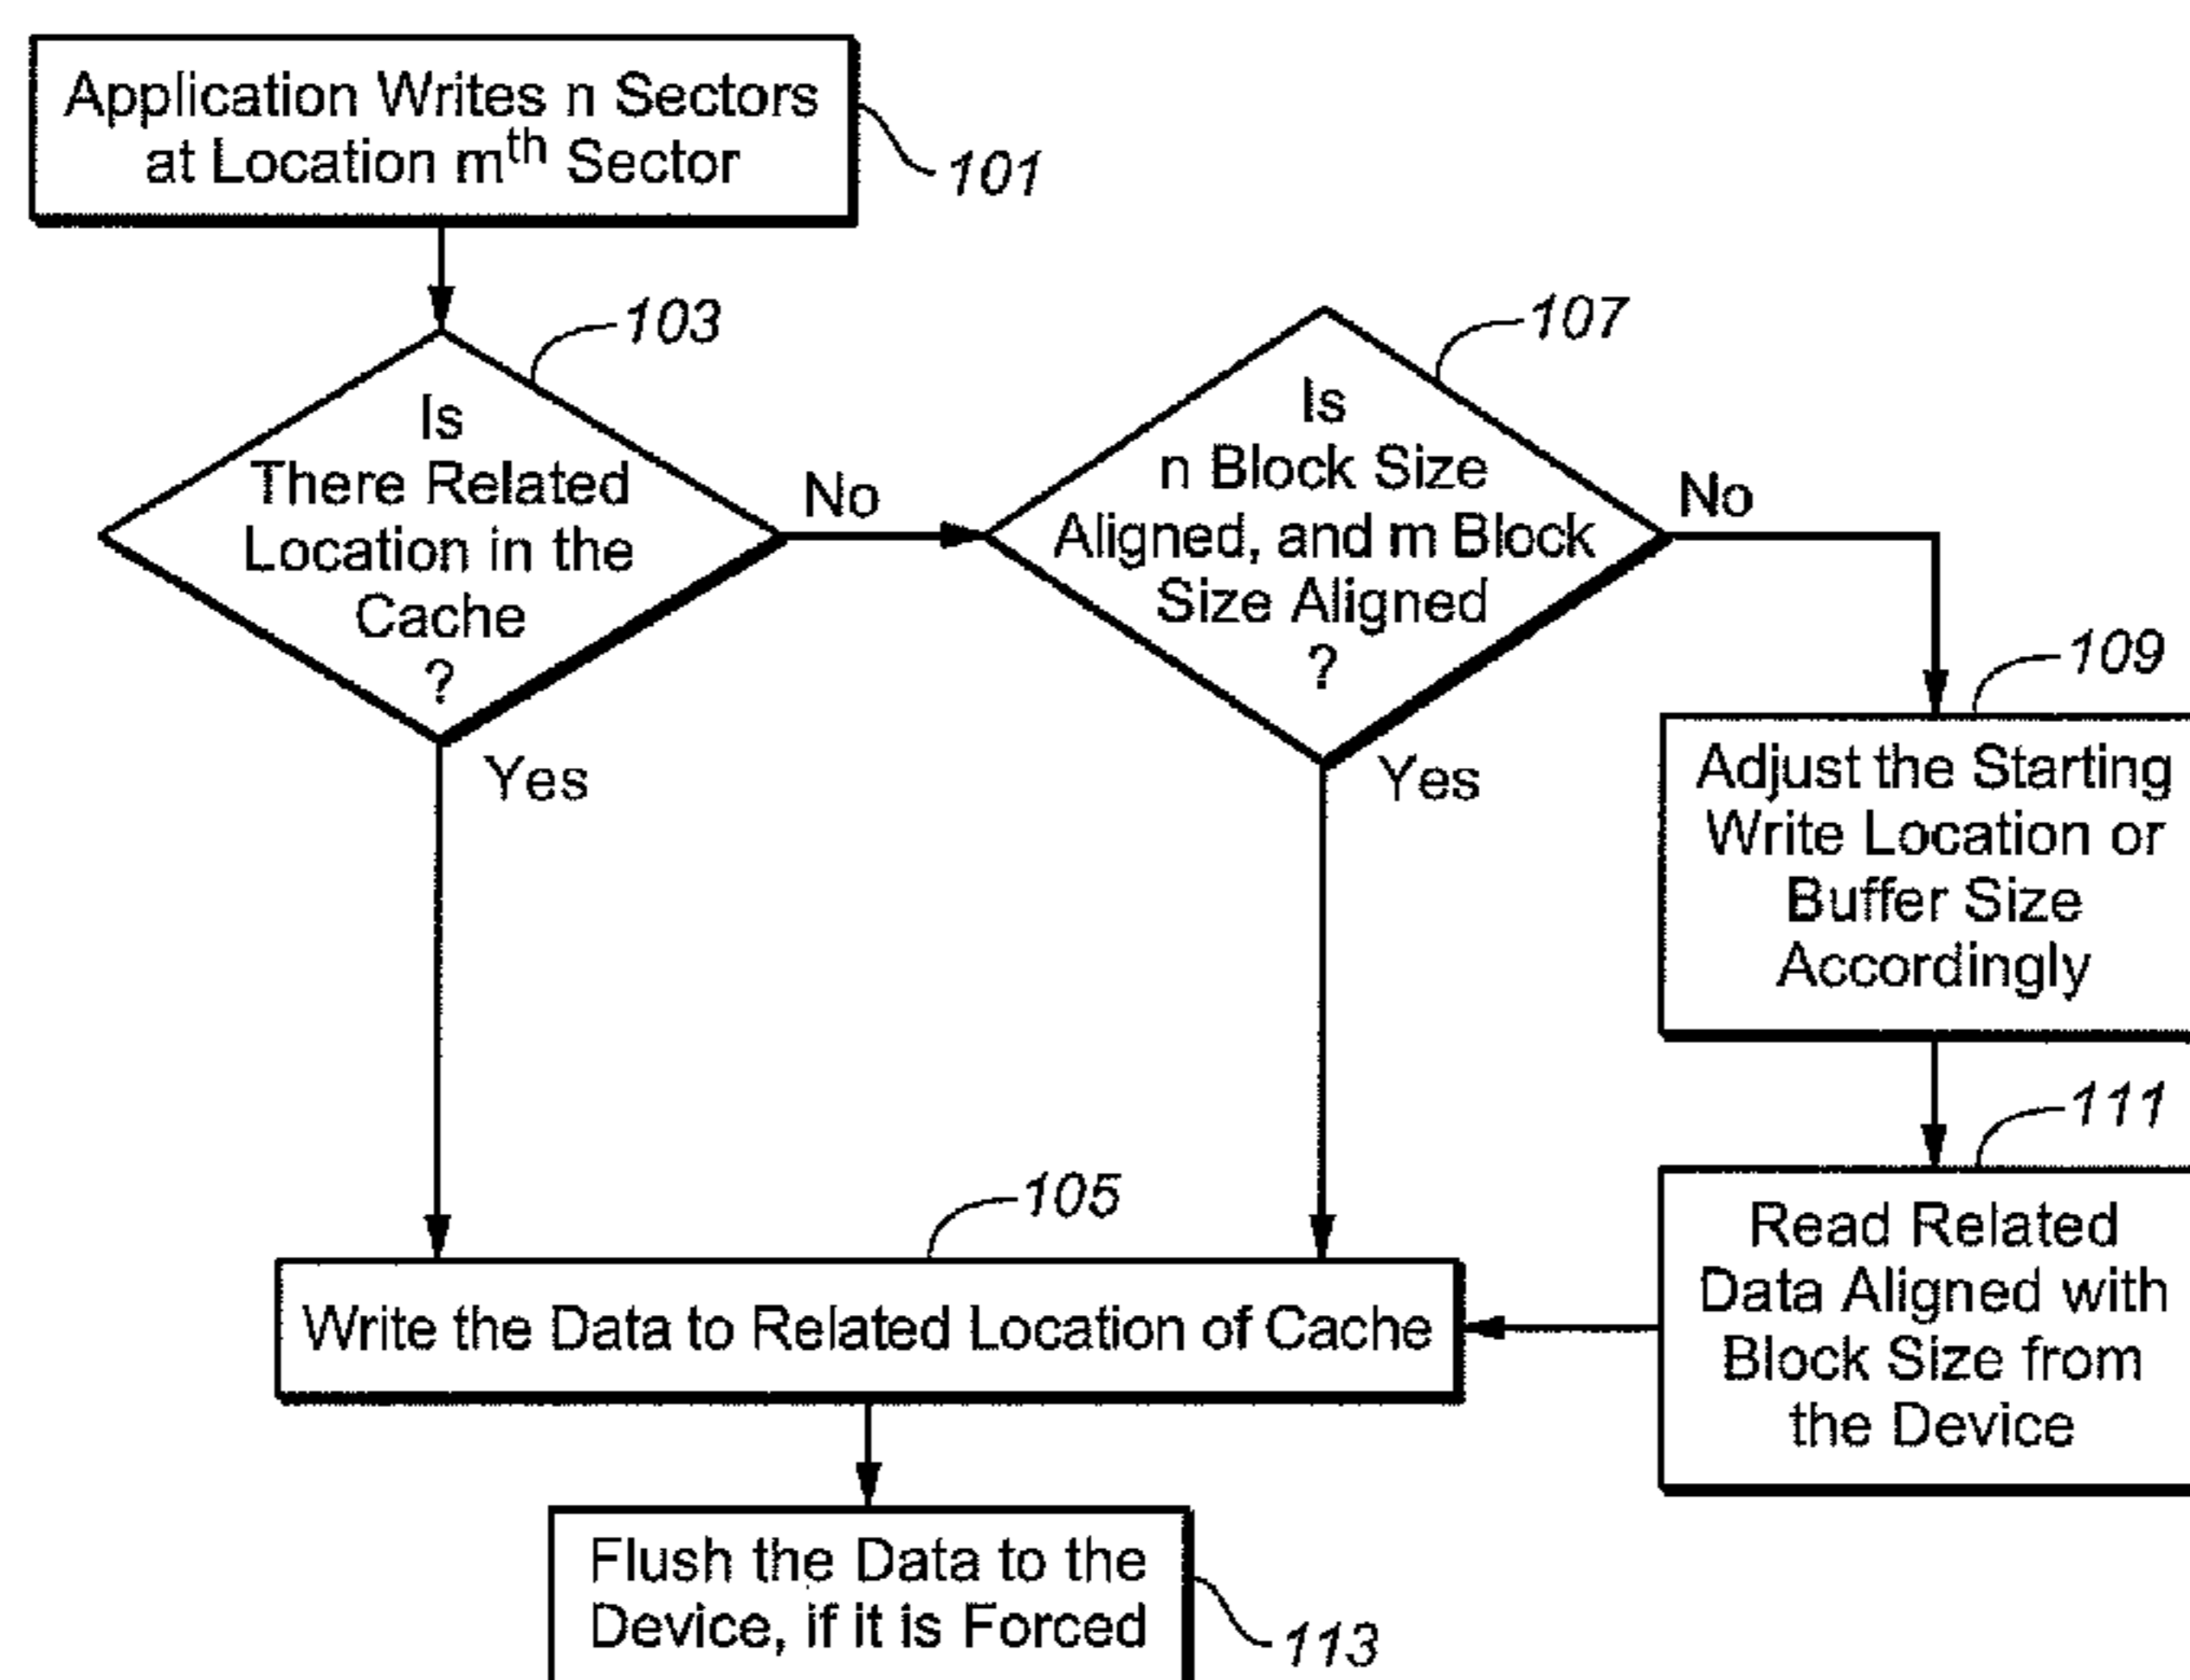 Application Writes n Sectors
at Location mth Sector
101
103
Is
There Related
Location in the
Cache
?
No
Yes
107
Is
n Block Size
Aligned, and m Block
Size Aligned
?
No
Yes
109
Adjust the Starting
Write Location or
Buffer Size
Accordingly
111
Read Related
Data Aligned with
Block Size from
the Device
105
Write the Data to Related Location of Cache
Flush the Data to the
Device, if it is Forced
113